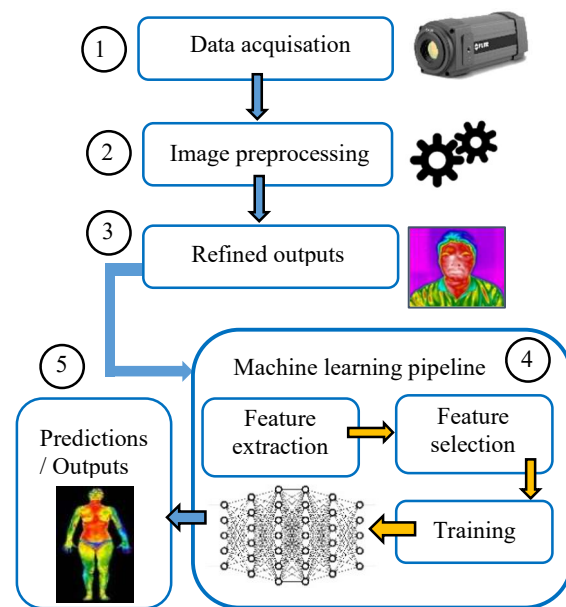 1
Data acquisation
FLIR
2
Image preprocessing
3
Refined outputs
4
Machine learning pipeline
Feature
extraction
Feature
selection
Training
5
Predictions
/ Outputs